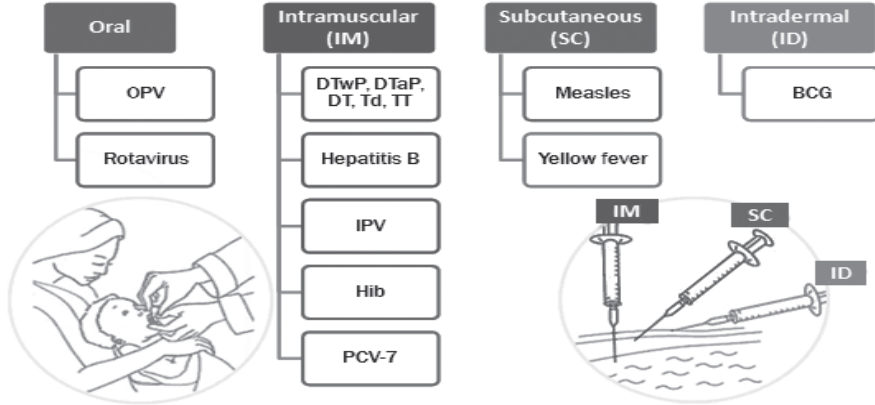 Oral
OPV
Rotavirus
Intramuscular
(IM)
DTwP, DTaP,
DT, Td, TT
Hepatitis B
IPV
Hib
PCV-7
Subcutaneous
(SC)
Measles
Yellow fever
Intradermal
(ID)
BCG
IM
SC
ID